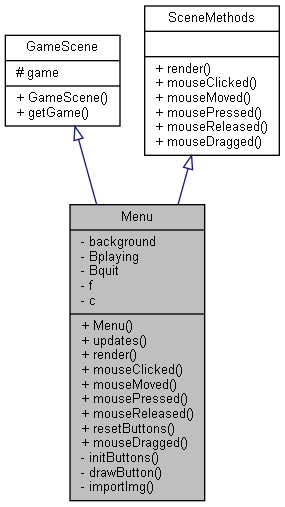 GameScene
# game
+ GameScene()
+ getGame()
SceneMethods
+ render()
+ mouseClicked()
+ mouseMoved()
+ mousePressed()
+ mouseReleased()
+ mouseDragged()
Menu
- background
- Bplaying
- Bquit
- f
- c
+ Menu()
+ updates()
+ render()
+ mouseClicked()
+ mouseMoved()
+ mousePressed()
+ mouseReleased()
+ resetButtons()
+ mouseDragged()
- initButtons()
- drawButton()
- importImg()